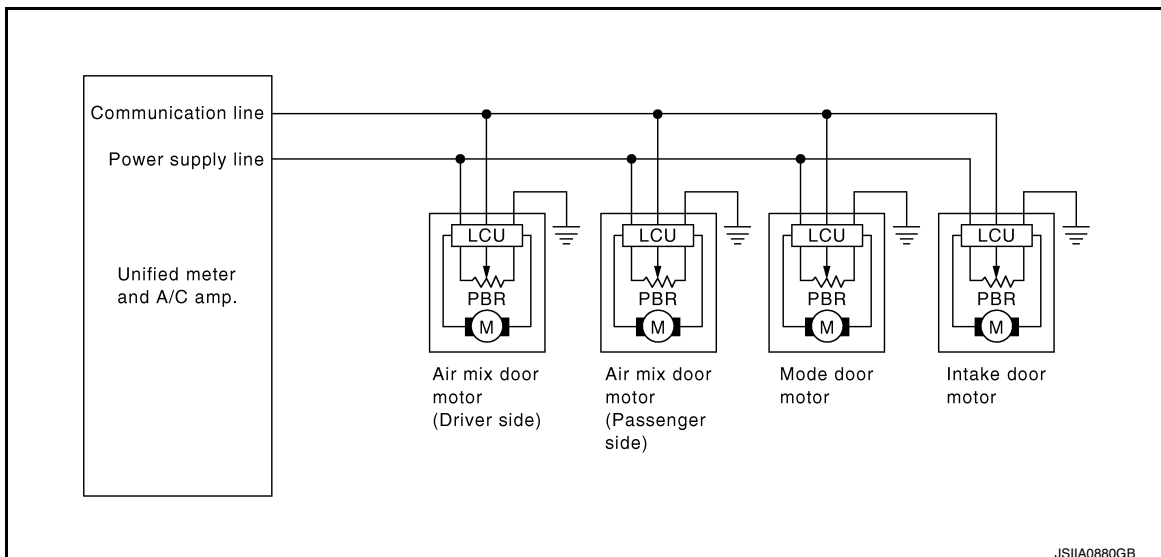 Communication line
Power supply line
Unified meter
and A/C amp.
LCU
PBR
M
LCU
PBR
M
LCU
PBR
M
LCU
PBR
M
Air mix door
motor
(Driver side)
Air mix door
motor
(Passenger
side)
Mode door
motor
Intake door
motor
JSIIA0880GB